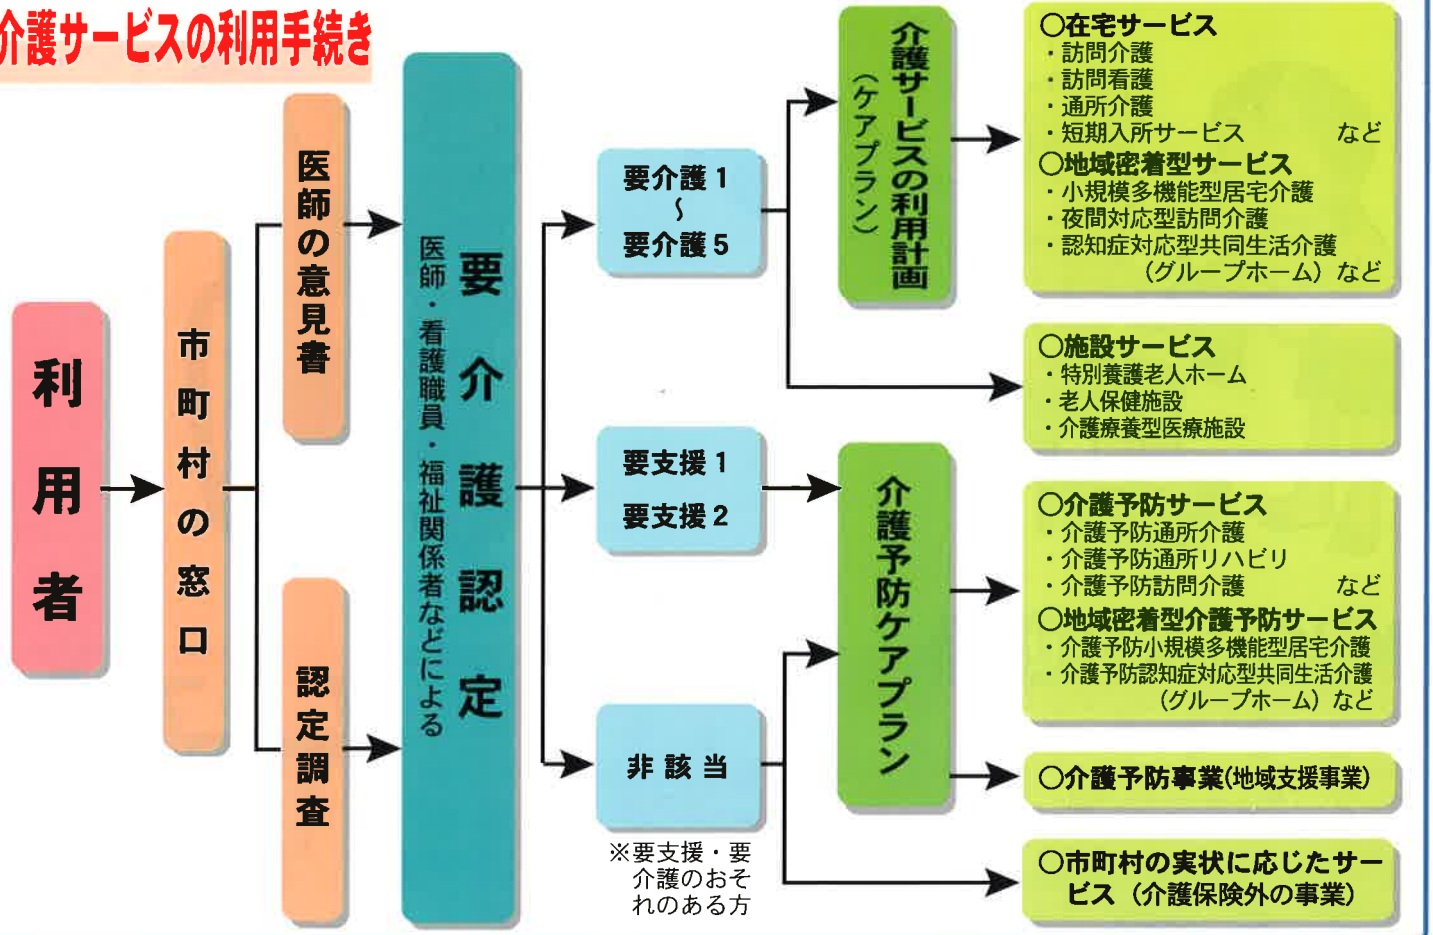 介護サービスの利用手続き
利用者
市町村の窓口
医師の意見書
認定調査
要介護認定
医師・看護職員・福祉関係者などによる
要介護1
〜
要介護5
要支援1
要支援2
非該当
※要支援・要
介護のおそ
れのある方
介護サービスの利用計画
（ケアプラン）
介護予防ケアプラン
○在宅サービス
・訪問介護
・訪問看護
・通所介護
・短期入所サービス　など
○地域密着型サービス
・小規模多機能型居宅介護
・夜間対応型訪問介護
・認知症対応型共同生活介護
（グループホーム）など
○施設サービス
・特別養護老人ホーム
・老人保健施設
・介護療養型医療施設
○介護予防サービス
・介護予防通所介護
・介護予防通所リハビリ
・介護予防訪問介護　など
○地域密着型介護予防サービス
・介護予防小規模多機能型居宅介護
・介護予防認知症対応型共同生活介護
（グループホーム）など
○介護予防事業(地域支援事業)
○市町村の実状に応じたサー
ビス（介護保険外の事業）